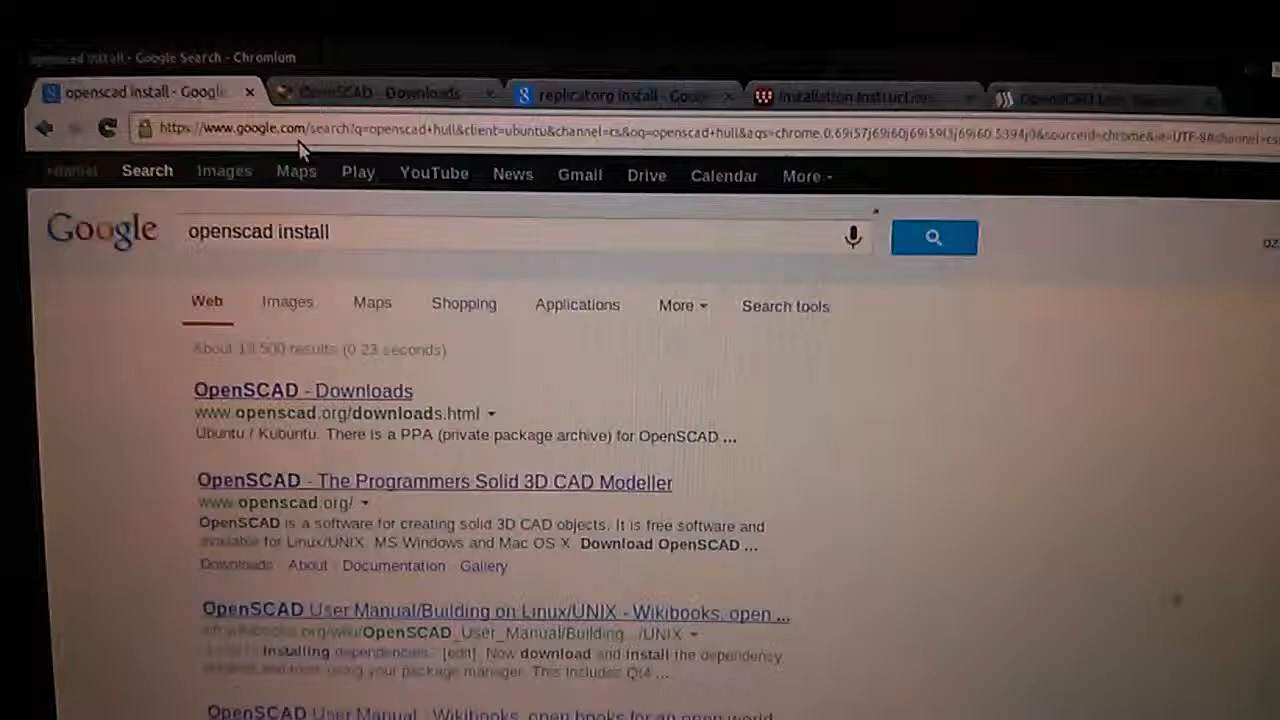 openscad install - Google Search - Chromium
openscad install - Google
OpenSCAD - Downloads
replicatorg install - Goo
Installation Instructions
https://www.google.com/search?q=openscad+hull&client=ubuntu&channel=cs&oq=openscad+hull&aqs=chrome.0.69i57j69i60j69i59l3j69i60.5394j0&sourceid=chrome&ie=UTF-8#channel=cs
Search Images Maps Play YouTube News Gmail Drive Calendar More
Google
openscad install
Web Images Maps Shopping Applications More Search tools
About 13,500 results (0.23 seconds)
OpenSCAD - Downloads
www.openscad.org/downloads.html
Ubuntu / Kubuntu. There is a PPA (private package archive) for OpenSCAD ...
OpenSCAD - The Programmers Solid 3D CAD Modeller
www.openscad.org/
OpenSCAD is a software for creating solid 3D CAD objects. It is free software and
available for Linux/UNIX, MS Windows and Mac OS X. Download OpenSCAD ...
Downloads About Documentation Gallery
OpenSCAD User Manual/Building on Linux/UNIX - Wikibooks, open ...
en.wikibooks.org/wiki/OpenSCAD_User_Manual/Building.../UNIX
Installing dependencies. [edit]. Now download and install the dependency
using your package manager. This includes Qt4 ...
OpenSCAD User Manual - Wikibooks, open books for an open world